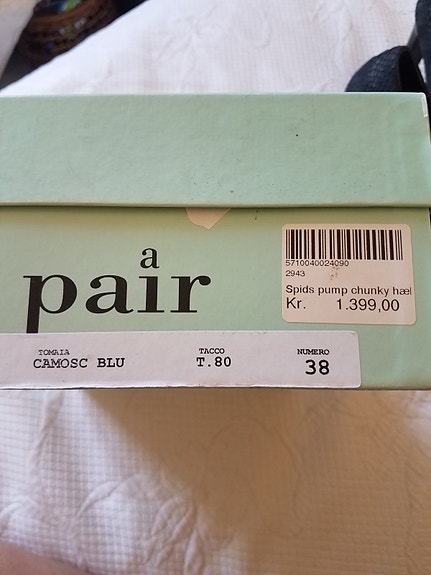 a
pair
5710040024090
2943
Spids pump chunky hæl
Kr. 1.399,00
TOMAIA TACCO NUMERO
CAMOSC BLU T.80 38